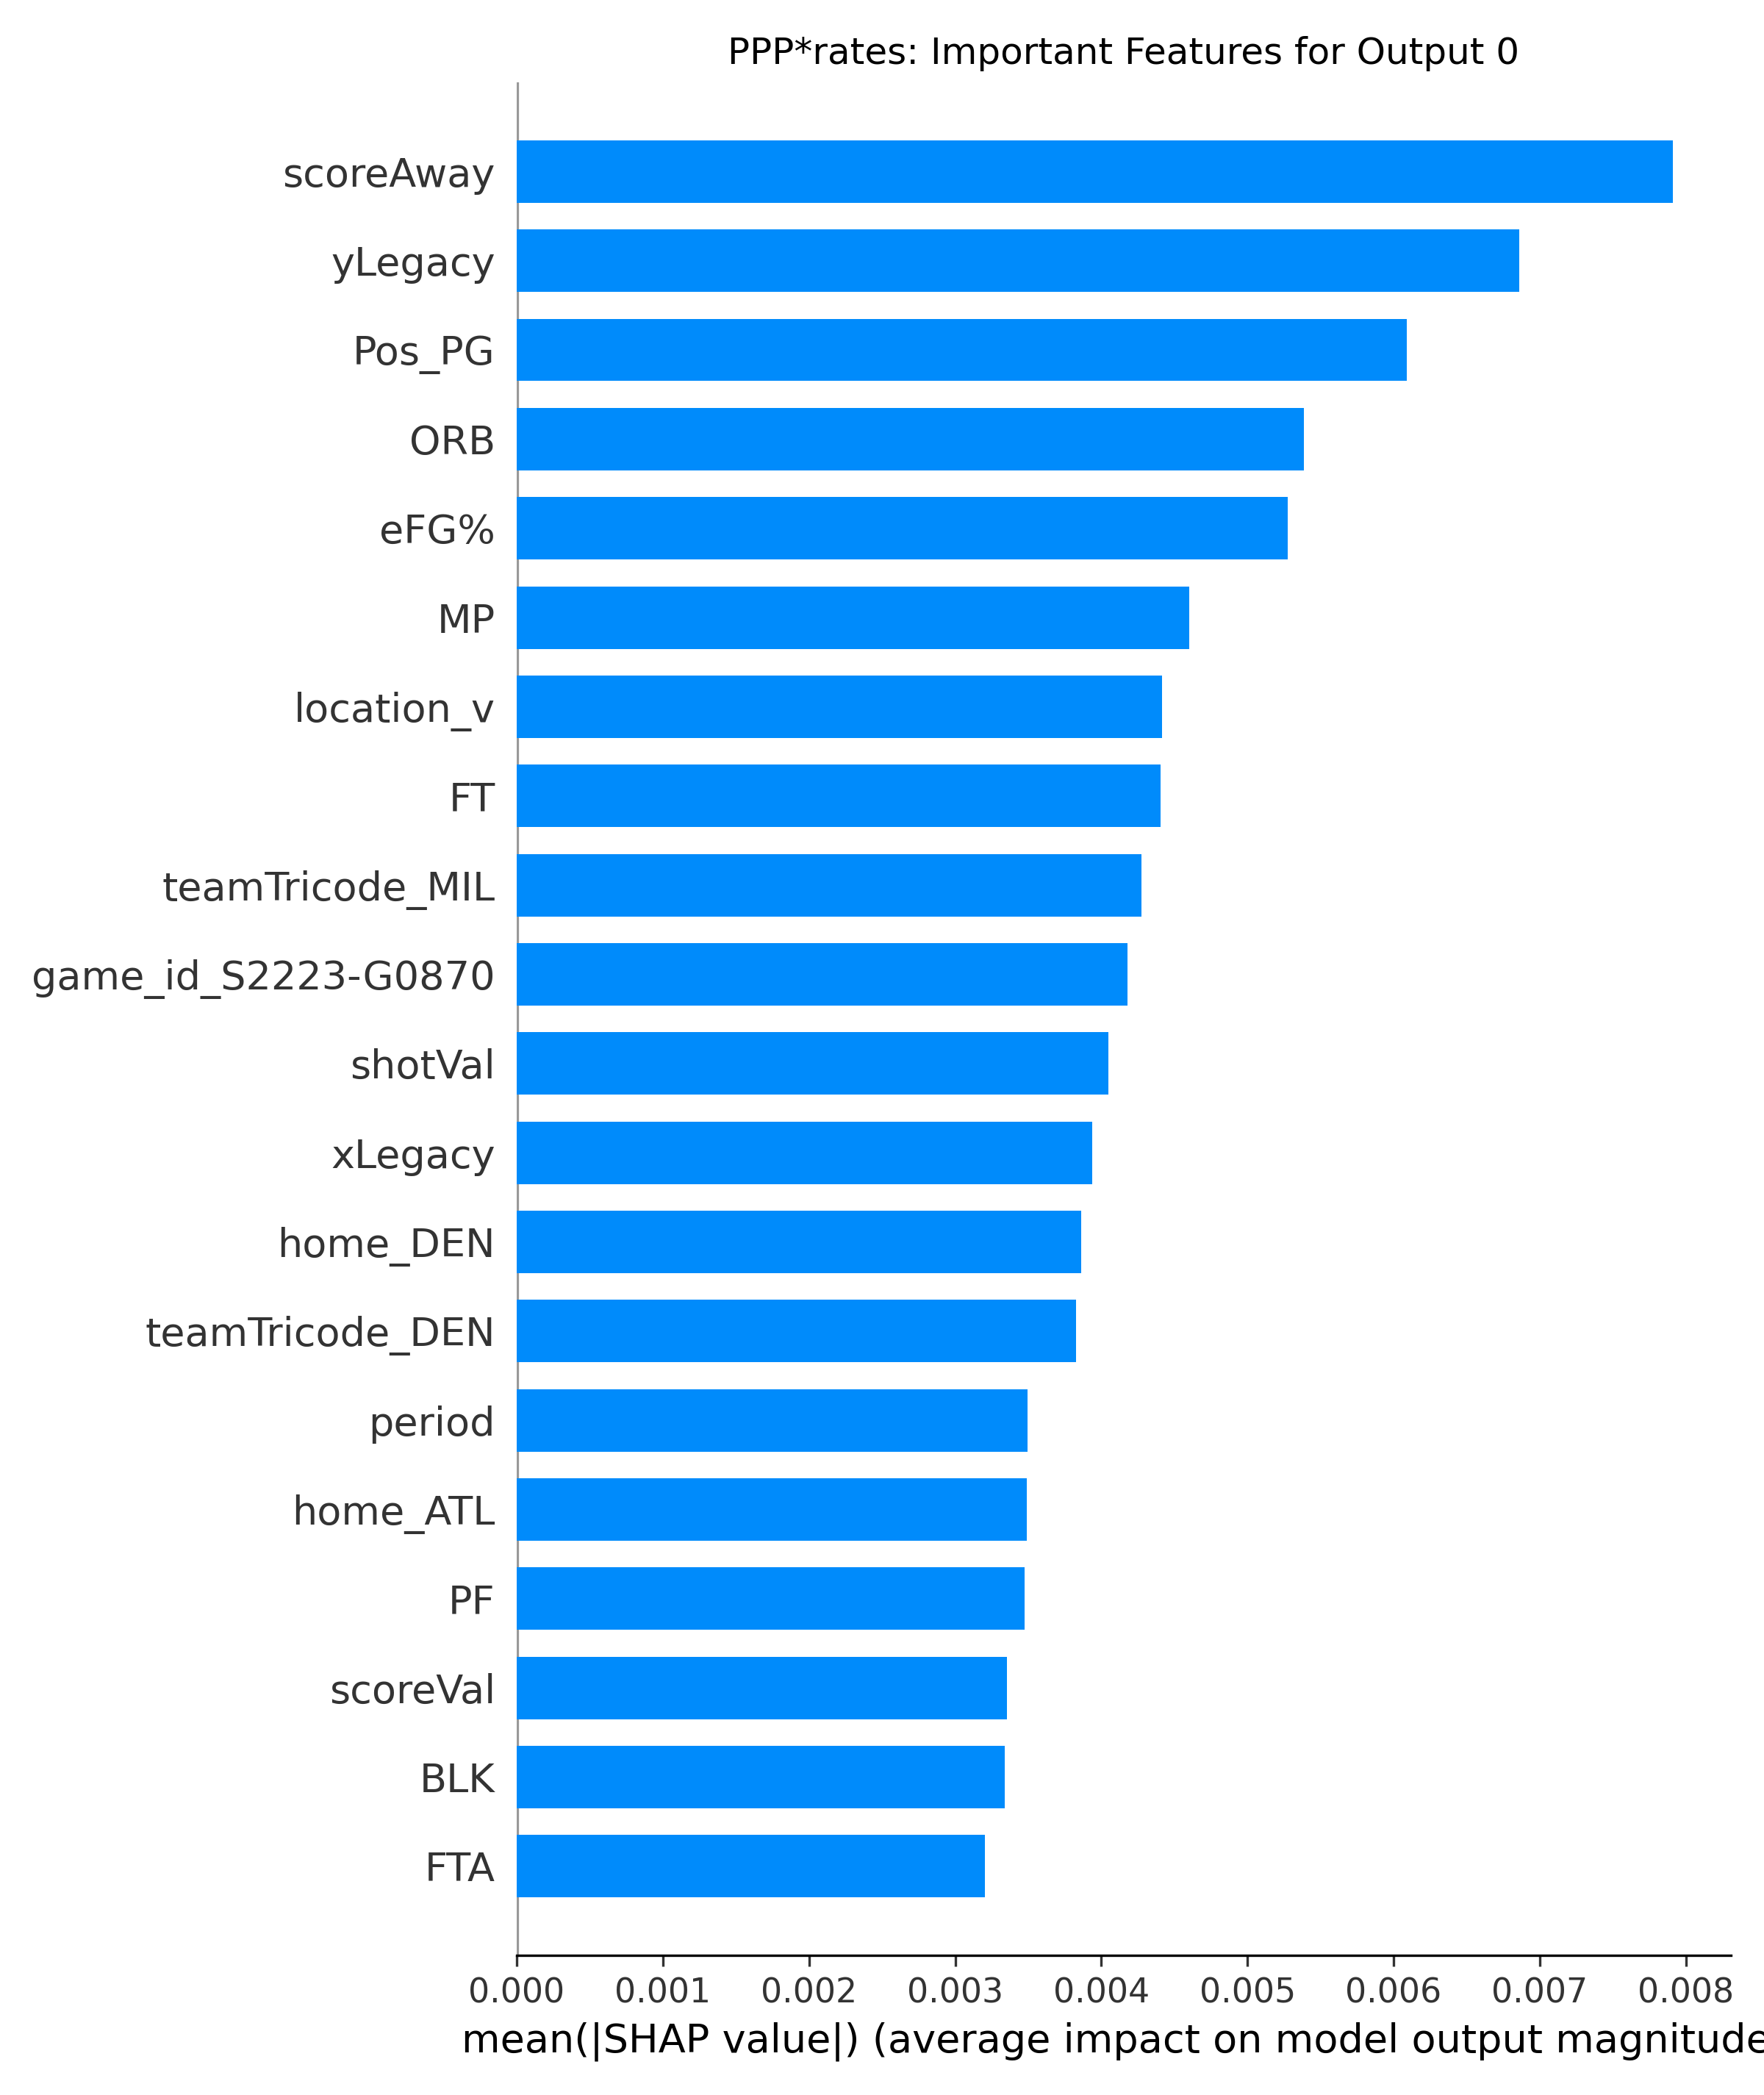 PPP*rates: Important Features for Output 0
scoreAway
yLegacy
Pos_PG
ORB
eFG%
MP
location_v
FT
teamTricode_MIL
game_id_S2223-G0870
shotVal
xLegacy
home_DEN
teamTricode_DEN
period
home_ATL
PF
scoreVal
BLK
FTA
0.000 0.001 0.002 0.003 0.004 0.005 0.006 0.007 0.008
mean(|SHAP value|) (average impact on model output magnitude